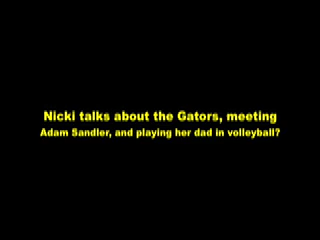 Nicki talks about the Gators, meeting
Adam Sandler, and playing her dad in volleyball?